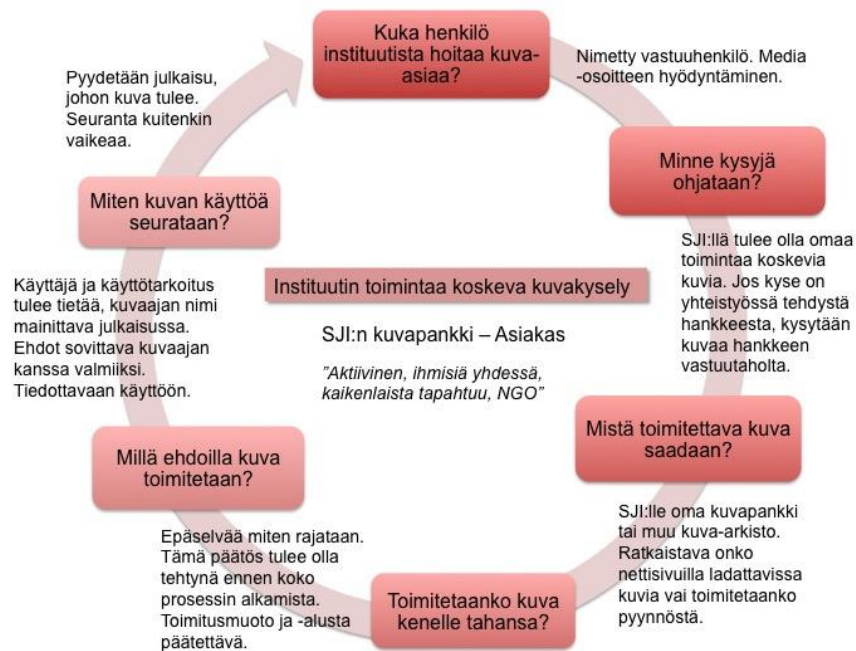 Kuka henkilö
instituutista hoitaa kuva-
asiaa?
Nimetty vastuuhenkilö. Media
-osoitteen hyödyntäminen.
Minne kysyjä
ohjataan?
SJI:llä tulee olla omaa
toimintaa koskevia
kuvia. Jos kyse on
yhteistyössä tehdystä
hankkeesta, kysytään
kuvaa hankkeen
vastuutaholta.
Mistä toimitettava kuva
saadaan?
SJI:lle oma kuvapankki
tai muu kuva-arkisto.
Ratkaistava onko
nettisivuilla ladattavissa
kuvia vai toimitetaanko
pyynnöstä.
Toimitetaanko kuva
kenelle tahansa?
Epäselvää miten rajataan.
Tämä päätös tulee olla
tehtynä ennen koko
prosessin alkamista.
Toimitusmuoto ja -alusta
päätettävä.
Millä ehdoilla kuva
toimitetaan?
Käyttäjä ja käyttötarkoitus
tulee tietää, kuvaajan nimi
mainittava julkaisussa.
Ehdot sovittava kuvaajan
kanssa valmiiksi.
Tiedottavaan käyttöön.
Miten kuvan käyttöä
seurataan?
Pyydetään julkaisu,
johon kuva tulee.
Seuranta kuitenkin
vaikeaa.
Instituutin toimintaa koskeva kuvakysely
SJI:n kuvapankki – Asiakas
"Aktiivinen, ihmisiä yhdessä,
kaikenlaista tapahtuu, NGO"